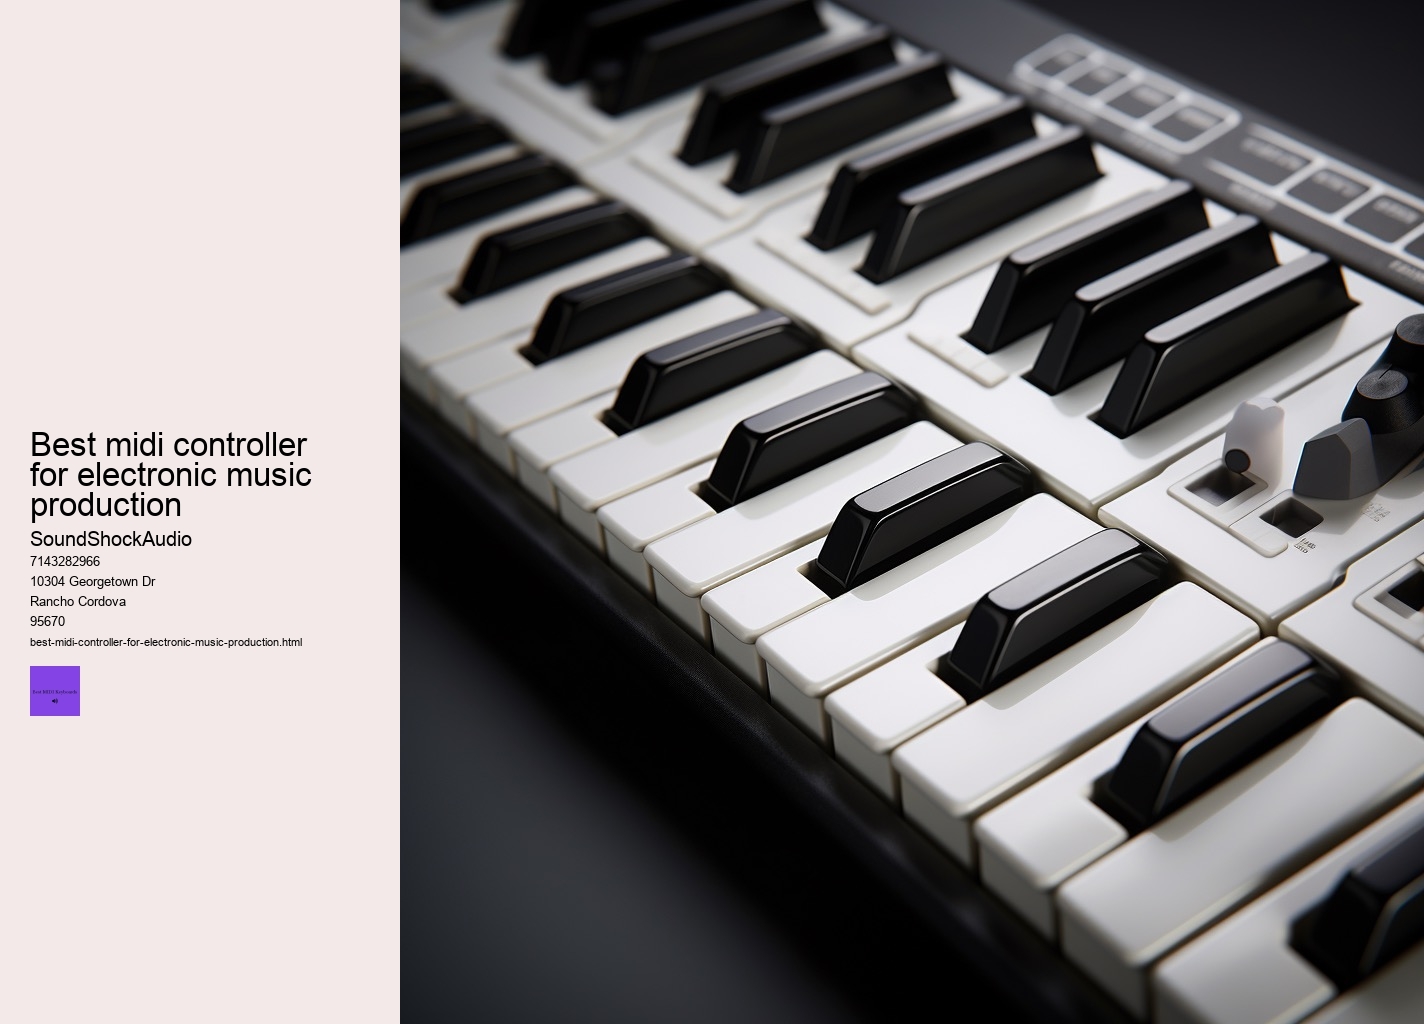 Best midi controller
for electronic music
production
SoundShockAudio
7143282966
10304 Georgetown Dr
Rancho Cordova
95670
best-midi-controller-for-electronic-music-production.html
Best MIDI Keyboards